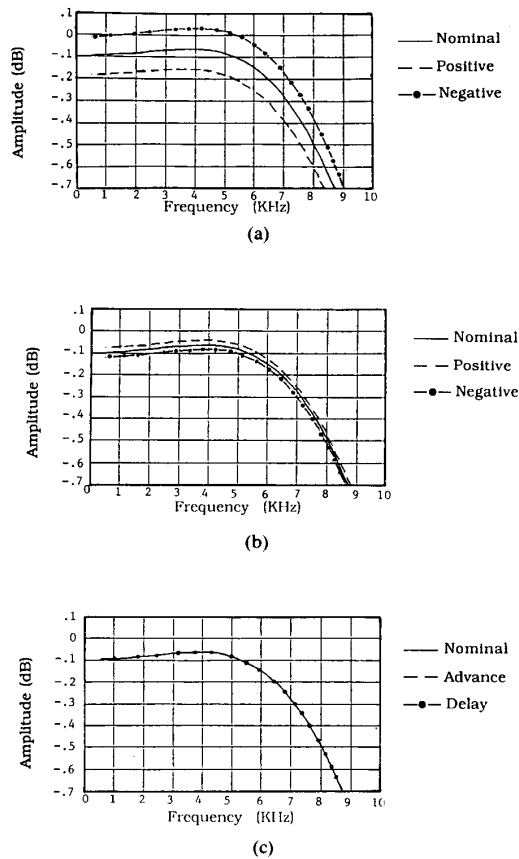 .1
0
-.1
-.2
-.3
-.4
-.5
-.6
-.7
Amplitude (dB)
0 1 2 3 4 5 6 7 8 9 10
Frequency (KHz)
Nominal
Positive
Negative
(a)
.1
0
-.1
-.2
-.3
-.4
-.5
-.6
-.7
Amplitude (dB)
0 1 2 3 4 5 6 7 8 9 10
Frequency (KHz)
Nominal
Positive
Negative
(b)
.1
0
-.1
-.2
-.3
-.4
-.5
-.6
-.7
Amplitude (dB)
0 1 2 3 4 5 6 7 8 9 10
Frequency (KHz)
Nominal
Advance
Delay
(c)